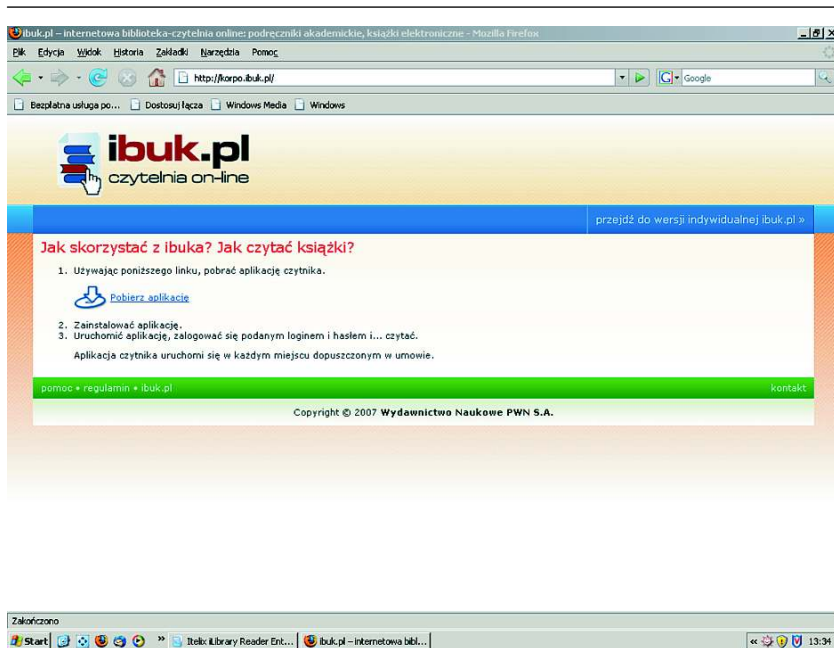 ibuk.pl – internetowa biblioteka-czytelnia online: podręczniki akademickie, książki elektroniczne - Mozilla Firefox
Plik Edycja Widok Historia Zakładki Narzędzia Pomoc
http://korpo.ibuk.pl/
Google
Bezpłatna usługa po... Dostosuj łącza Windows Media Windows
ibuk.pl
czytelnia on-line
przejdź do wersji indywidualnej ibuk.pl »
Jak skorzystać z ibuka? Jak czytać książki?
1. Używając poniższego linku, pobrać aplikację czytnika.
Pobierz aplikację
2. Zainstalować aplikację.
3. Uruchomić aplikację, zalogować się podanym loginem i hasłem i... czytać.
Aplikacja czytnika uruchomi się w każdym miejscu dopuszczonym w umowie.
pomoc • regulamin • ibuk.pl kontakt
Copyright © 2007 Wydawnictwo Naukowe PWN S.A.
Zakończono
Start » Itelix iLibrary Reader Ent... ibuk.pl – internetowa bibl... « 13:34